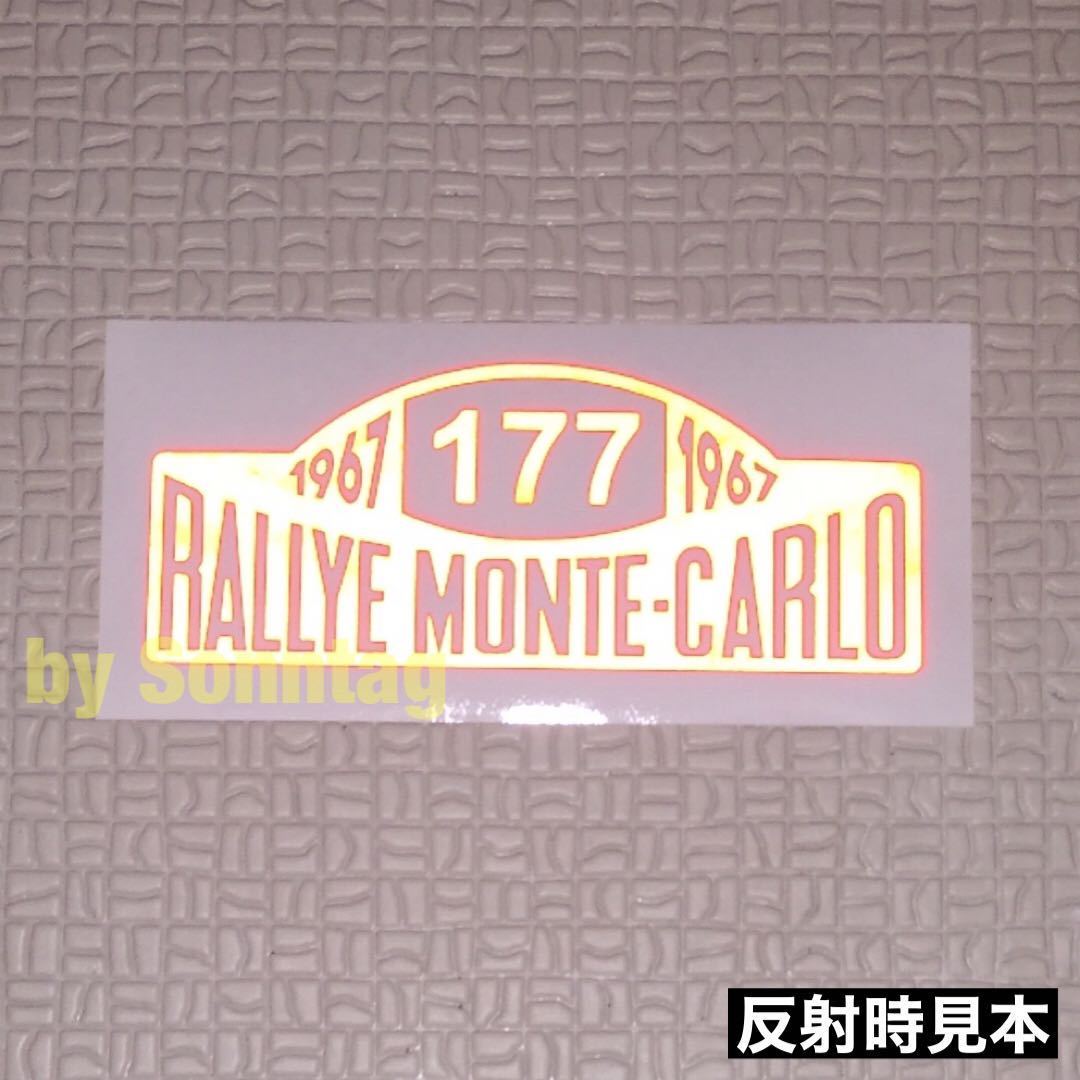 1967 177 1967
RALLYE MONTE-CARLO
by Sonntag
反射時見本